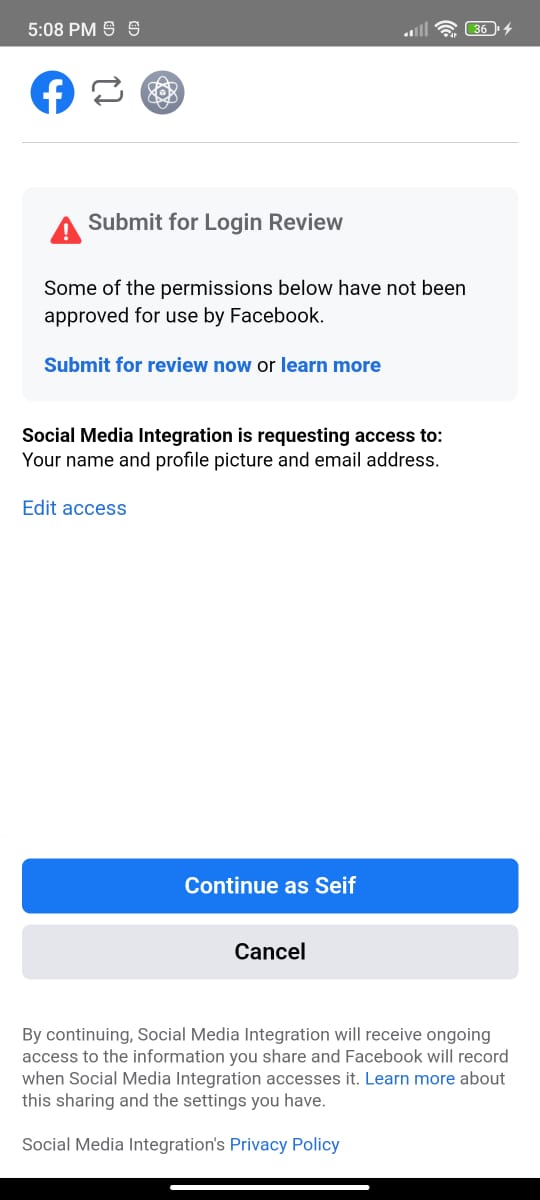 5:08 PM
36
Submit for Login Review
Some of the permissions below have not been
approved for use by Facebook.
Submit for review now or learn more
Social Media Integration is requesting access to:
Your name and profile picture and email address.
Edit access
Continue as Seif
Cancel
By continuing, Social Media Integration will receive ongoing
access to the information you share and Facebook will record
when Social Media Integration accesses it. Learn more about
this sharing and the settings you have.
Social Media Integration's Privacy Policy